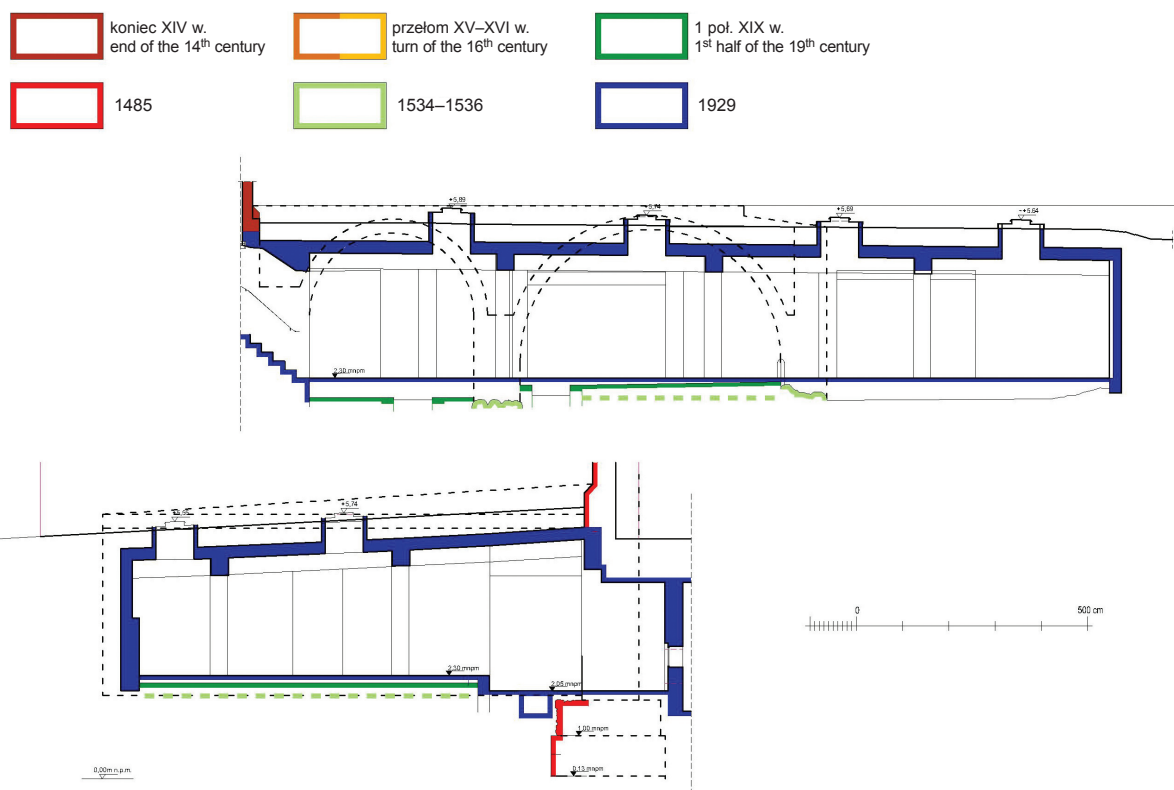 koniec XIV w.
end of the 14th century
przełom XV–XVI w.
turn of the 16th century
1 poł. XIX w.
1st half of the 19th century
1485
1534–1536
1929
+5,89
+5,74
+5,69
+5,64
2,30 mnpm
+5,74
2,30 mnpm
2,05 mnpm
1,00 mnpm
0,13 mnpm
0,00m n.p.m.
0
500 cm